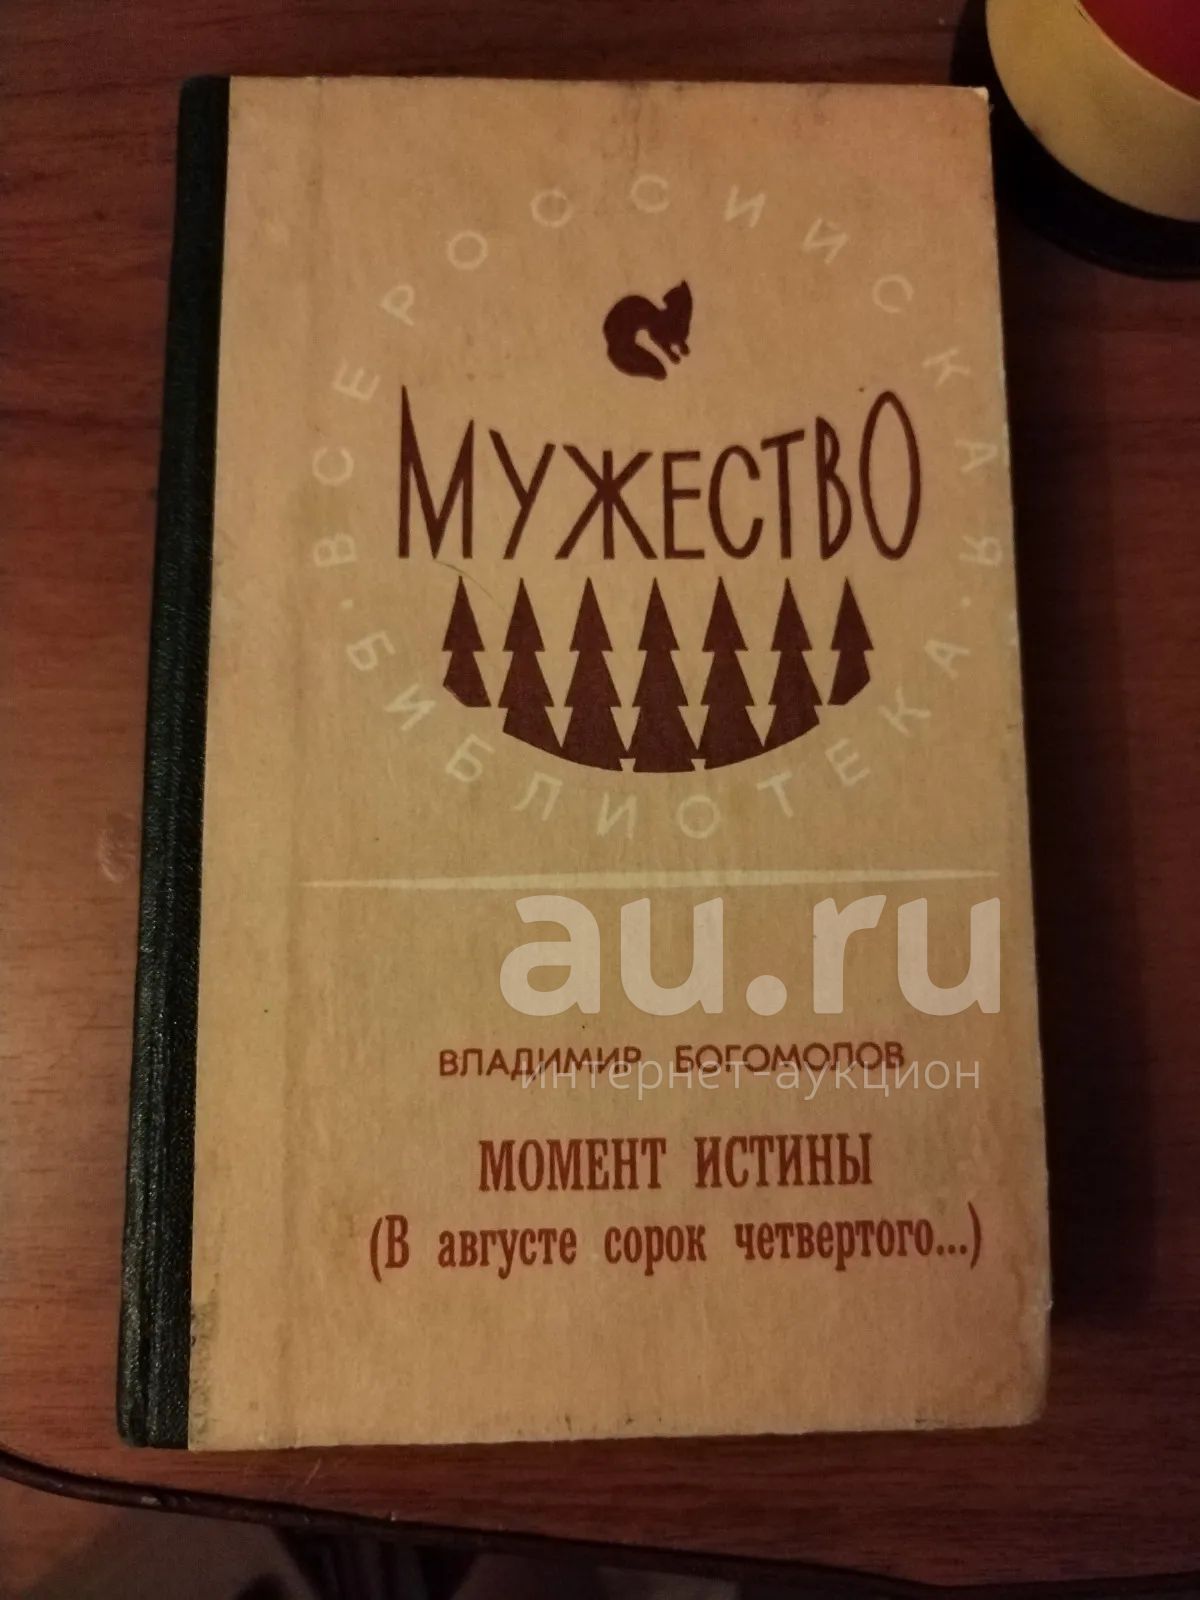 ВСЕРОССИЙСКАЯ
МУЖЕСТВО
БИБЛИОТЕКА
au.ru
интернет-аукцион
ВЛАДИМИР БОГОМОЛОВ
МОМЕНТ ИСТИНЫ
(В августе сорок четвертого...)